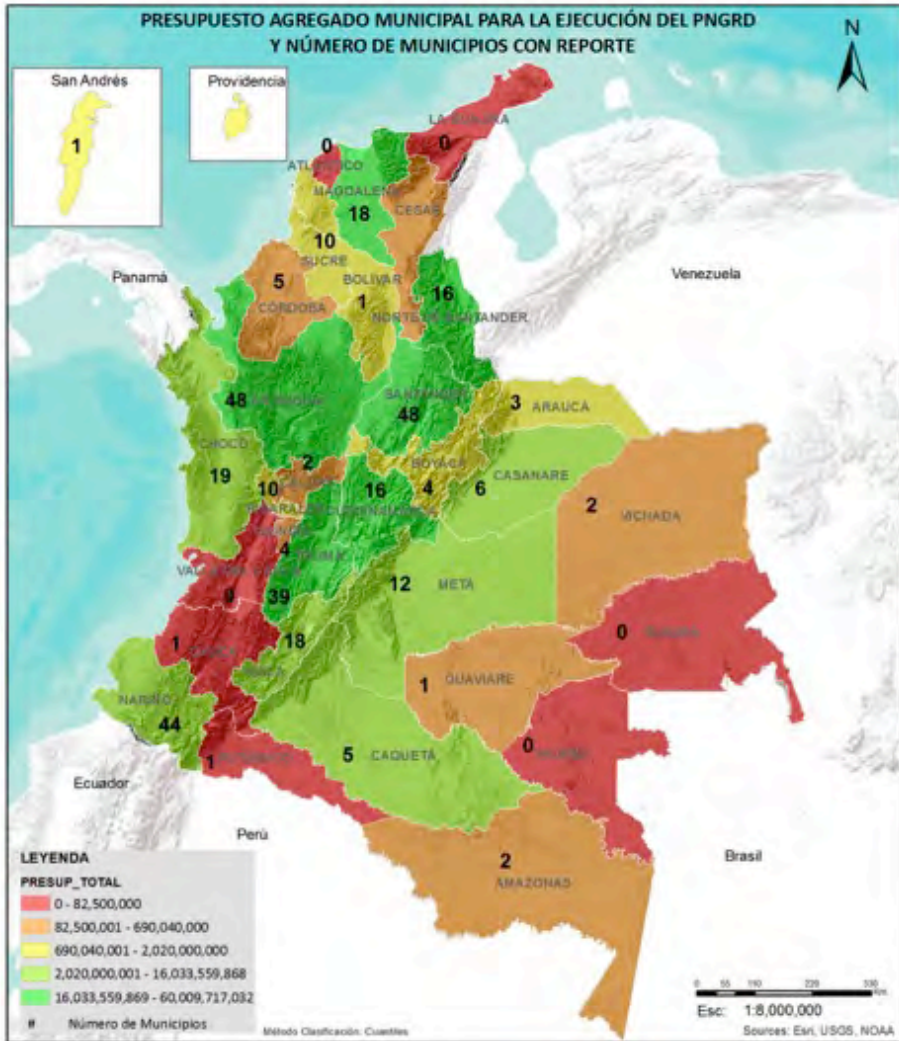 PRESUPUESTO AGREGADO MUNICIPAL PARA LA EJECUCIÓN DEL PNGRD
Y NÚMERO DE MUNICIPIOS CON REPORTE
N
San Andrés
Providencia
1
LA GUAJIRA
0
0
ATLÁNTICO
MAGDALENA
CESAR
18
10
SUCRE
Panamá
Venezuela
5
BOLÍVAR
16
CÓRDOBA
1
NORTE DE SANTANDER
SANTANDER
48
48
3
ARAUCA
CHOCÓ
2
BOYACÁ
CASANARE
19
10
16
4
6
2
VICHADA
4
12
META
9
39
0
1
18
1
GUAVIARE
NARIÑO
44
0
1
5
CAQUETÁ
Ecuador
Perú
Brasil
2
AMAZONAS
LEYENDA
PRESUP_TOTAL
0 - 82,500,000
82,500,001 - 690,040,000
690,040,001 - 2,020,000,000
2,020,000,001 - 16,033,559,868
16,033,559,869 - 60,009,717,032
# Número de Municipios
Método Clasificación: Cuantiles
0 55 110 220 330
Km
Esc: 1:8,000,000
Sources: Esri, USGS, NOAA